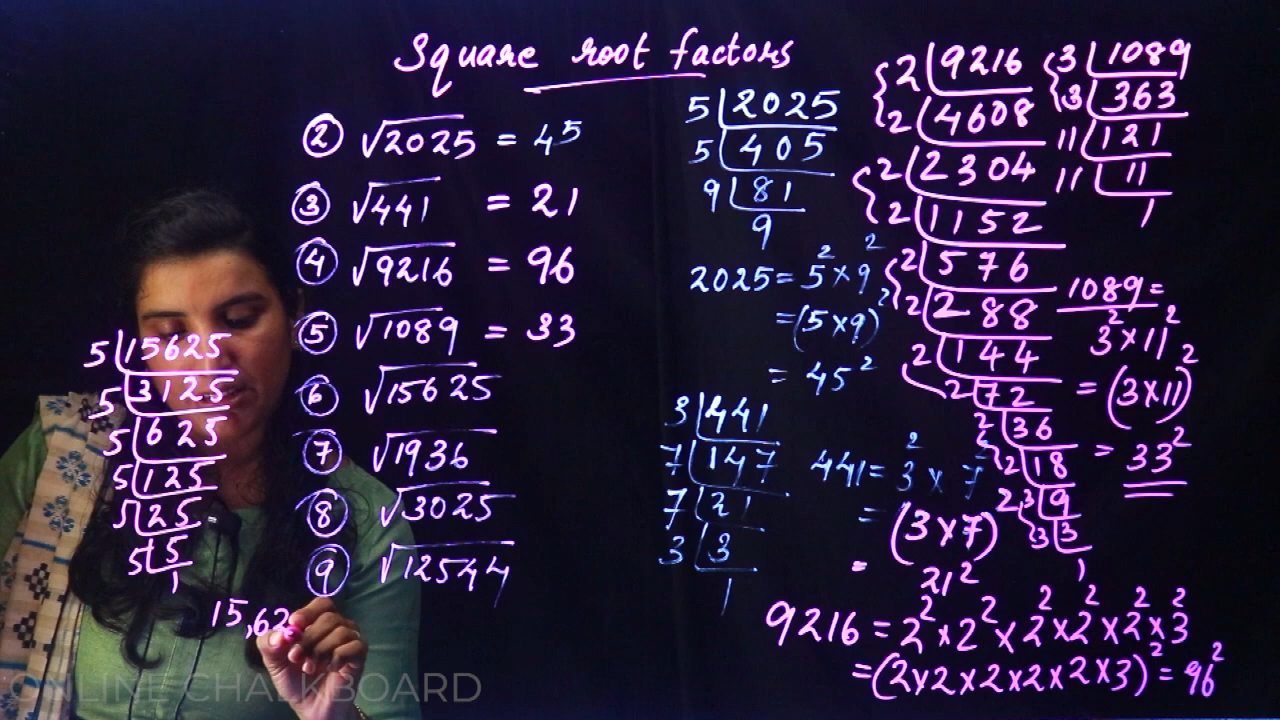 Square root factors
② √2025 = 45
③ √441 = 21
④ √9216 = 96
⑤ √1089 = 33
⑥ √15625
⑦ √1936
⑧ √3025
⑨ √12544
5 | 15625
5 | 3125
5 | 625
5 | 125
5 | 25
5 | 5
1
15,62
5 | 2025
5 | 405
9 | 81
9
2025 = 5² × 9²
= (5 × 9)²
= 45²
3 | 441
7 | 147
7 | 21
3 | 3
1
441 = 3² × 7²
= (3 × 7)
= 21²
2 | 9216
2 | 4608
2 | 2304
2 | 1152
2 | 576
2 | 288
2 | 144
2 | 72
2 | 36
2 | 18
3 | 9
3 | 3
1
9216 = 2² × 2² × 2² × 2² × 2² × 3²
= (2 × 2 × 2 × 2 × 2 × 3)² = 96²
3 | 1089
3 | 363
11 | 121
11 | 11
1
1089 =
3² × 11²
= (3 × 11)²
= 33²
ONLINE CHALKBOARD